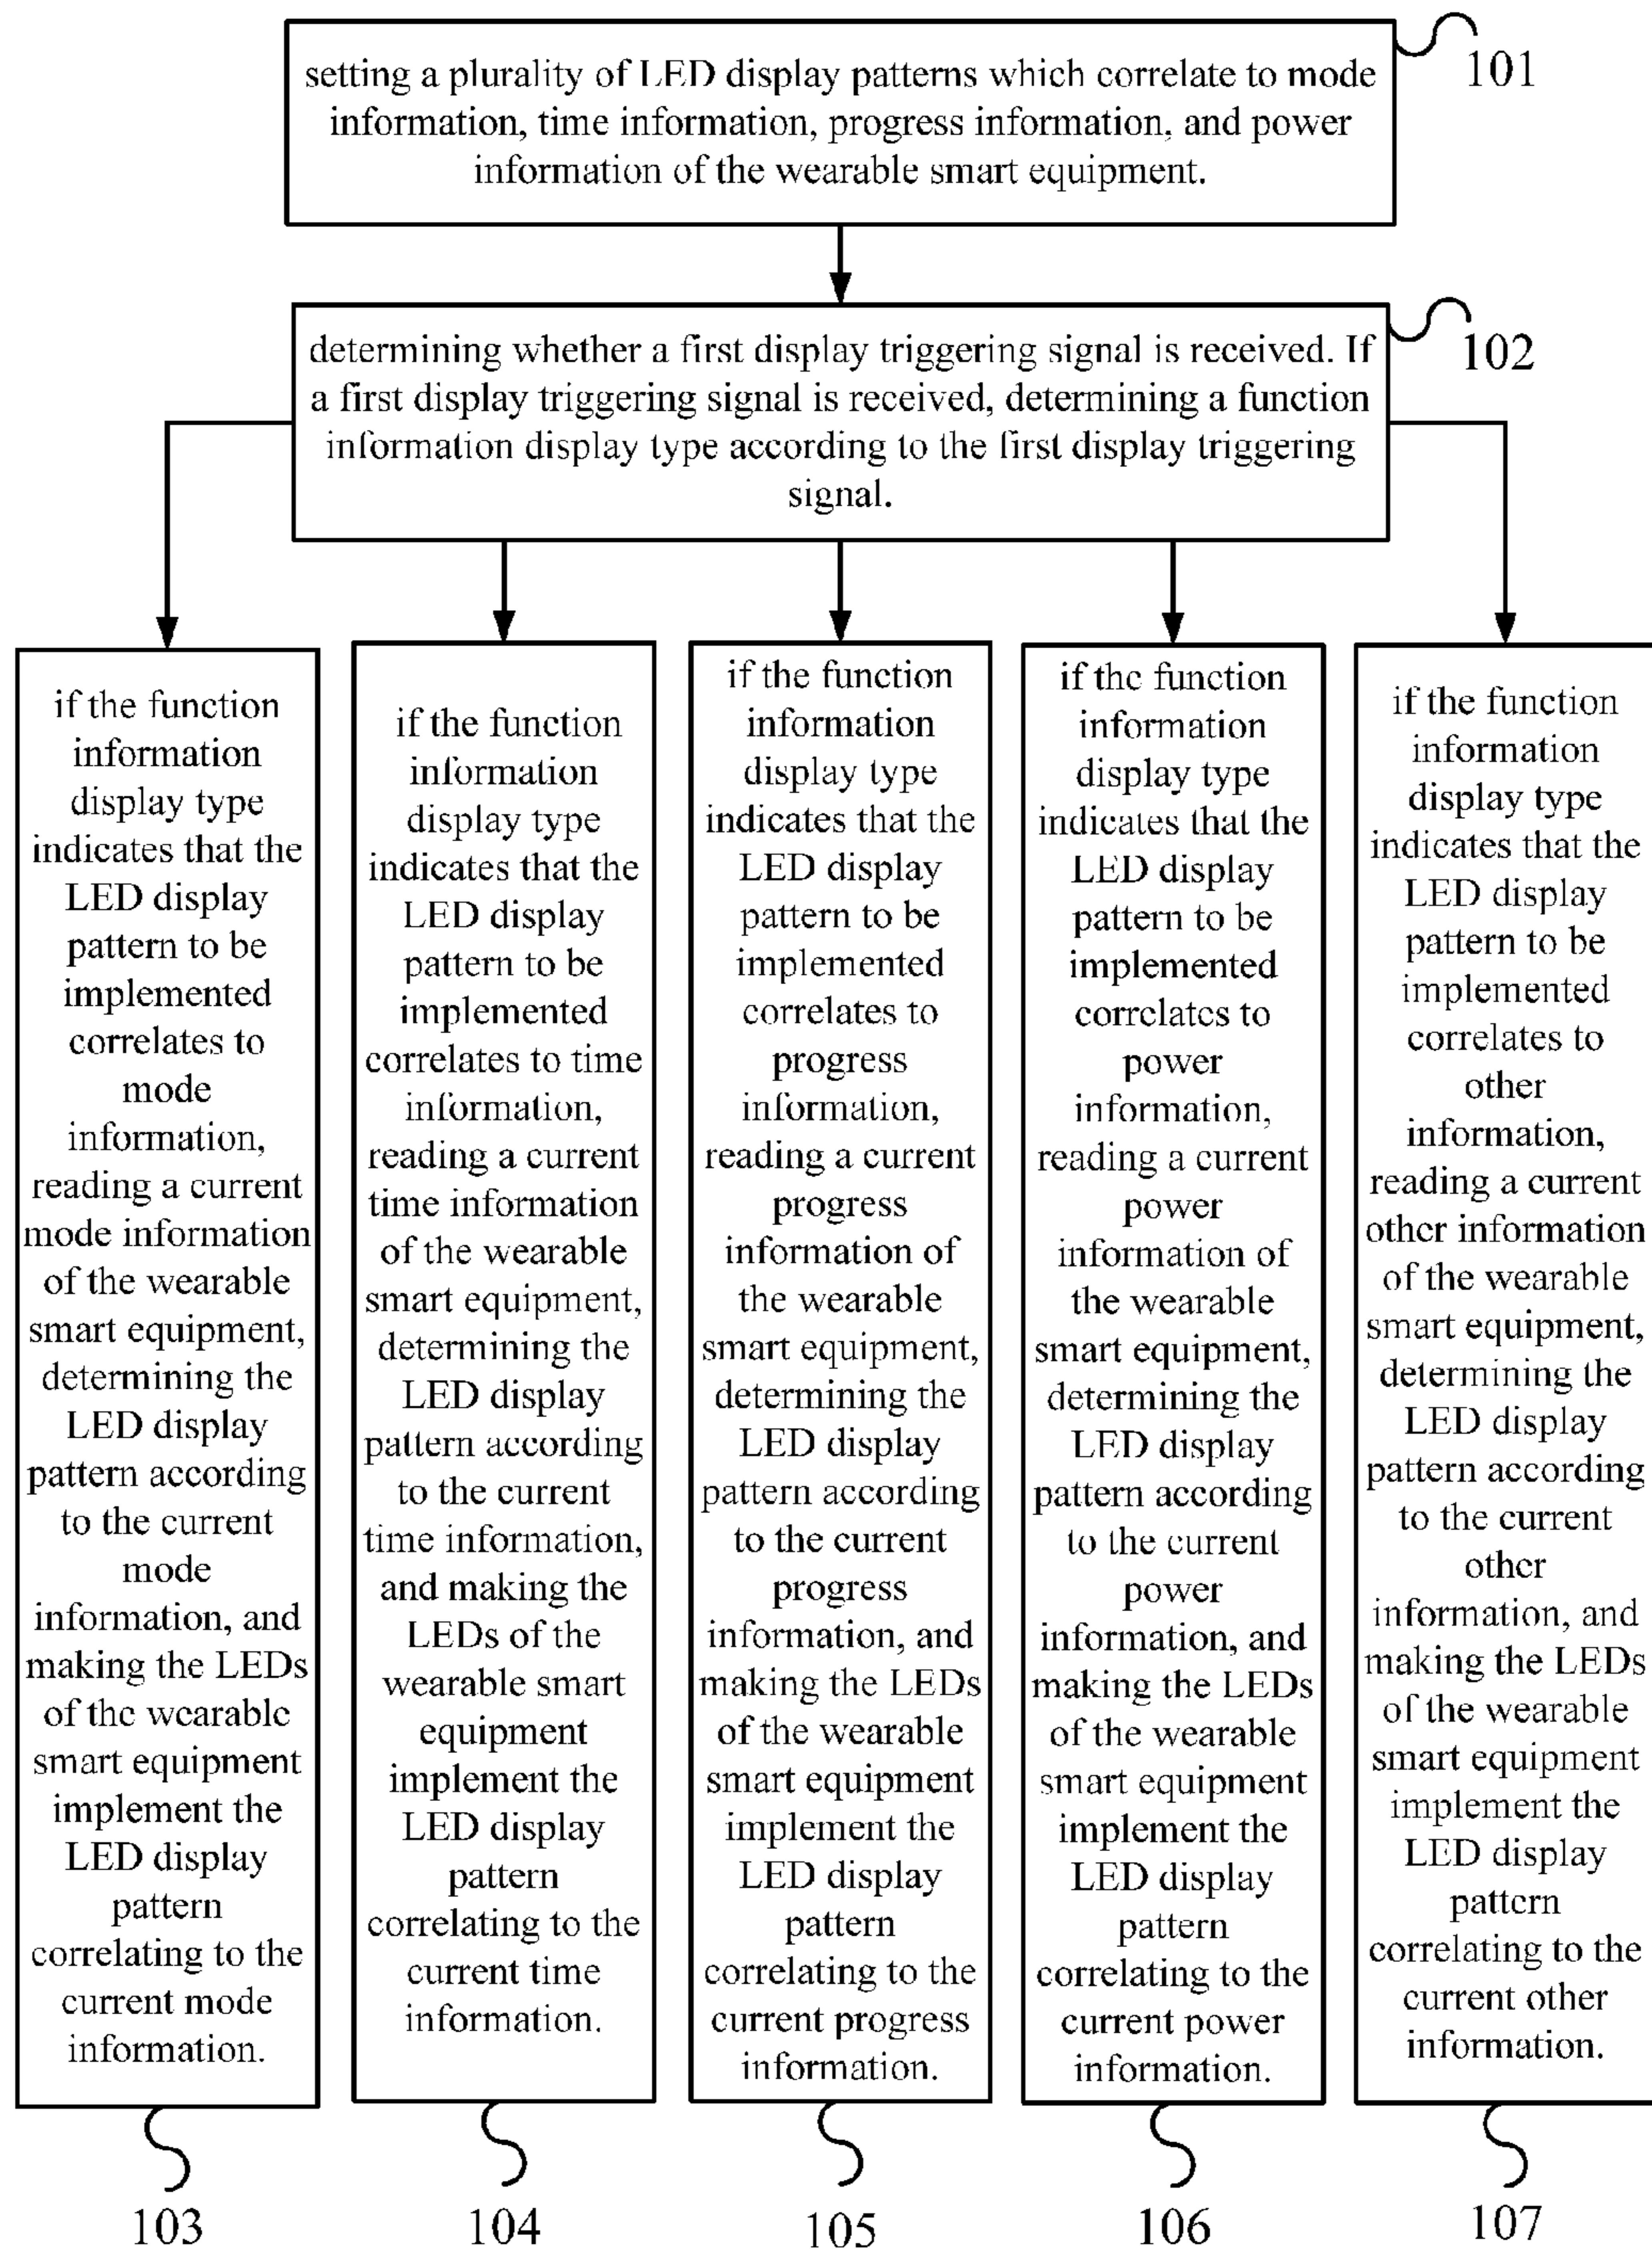 setting a plurality of LED display patterns which correlate to mode
information, time information, progress information, and power
information of the wearable smart equipment.
101
determining whether a first display triggering signal is received. If
a first display triggering signal is received, determining a function
information display type according to the first display triggering
signal.
102
if the function
information
display type
indicates that the
LED display
pattern to be
implemented
correlates to
mode
information,
reading a current
mode information
of the wearable
smart equipment,
determining the
LED display
pattern according
to the current
mode
information, and
making the LEDs
of the wearable
smart equipment
implement the
LED display
pattern
correlating to the
current mode
information.
103
if the function
information
display type
indicates that the
LED display
pattern to be
implemented
correlates to time
information,
reading a current
time information
of the wearable
smart equipment,
determining the
LED display
pattern according
to the current
time information,
and making the
LEDs of the
wearable smart
equipment
implement the
LED display
pattern
correlating to the
current time
information.
104
if the function
information
display type
indicates that the
LED display
pattern to be
implemented
correlates to
progress
information,
reading a current
progress
information of
the wearable
smart equipment,
determining the
LED display
pattern according
to the current
progress
information, and
making the LEDs
of the wearable
smart equipment
implement the
LED display
pattern
correlating to the
current progress
information.
105
if the function
information
display type
indicates that the
LED display
pattern to be
implemented
correlates to
power
information,
reading a current
power
information of
the wearable
smart equipment,
determining the
LED display
pattern according
to the current
power
information, and
making the LEDs
of the wearable
smart equipment
implement the
LED display
pattern
correlating to the
current power
information.
106
if the function
information
display type
indicates that the
LED display
pattern to be
implemented
correlates to
other
information,
reading a current
other information
of the wearable
smart equipment,
determining the
LED display
pattern according
to the current
other
information, and
making the LEDs
of the wearable
smart equipment
implement the
LED display
pattern
correlating to the
current other
information.
107